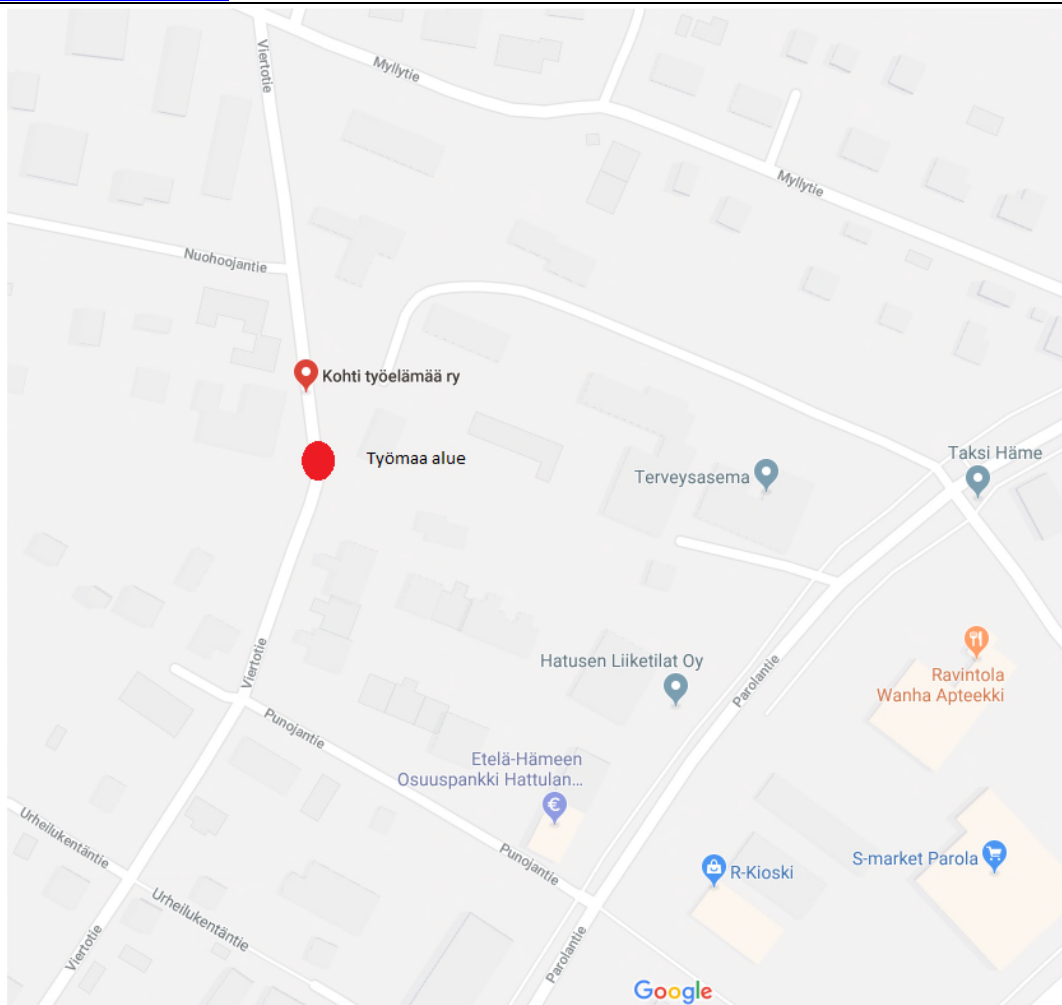 Viertotie
Myllytie
Myllytie
Nuohoojantie
Kohti työelämää ry
Työmaa alue
Taksi Häme
Terveysasema
Viertotie
Hatusen Liiketilat Oy
Parolantie
Ravintola
Wanha Apteekki
Punojantie
Etelä-Hämeen
Osuuspankki Hattulan...
€
Urheilukentäntie
Punojantie
R-Kioski
S-market Parola
Urheilukentäntie
Viertotie
Parolantie
Google